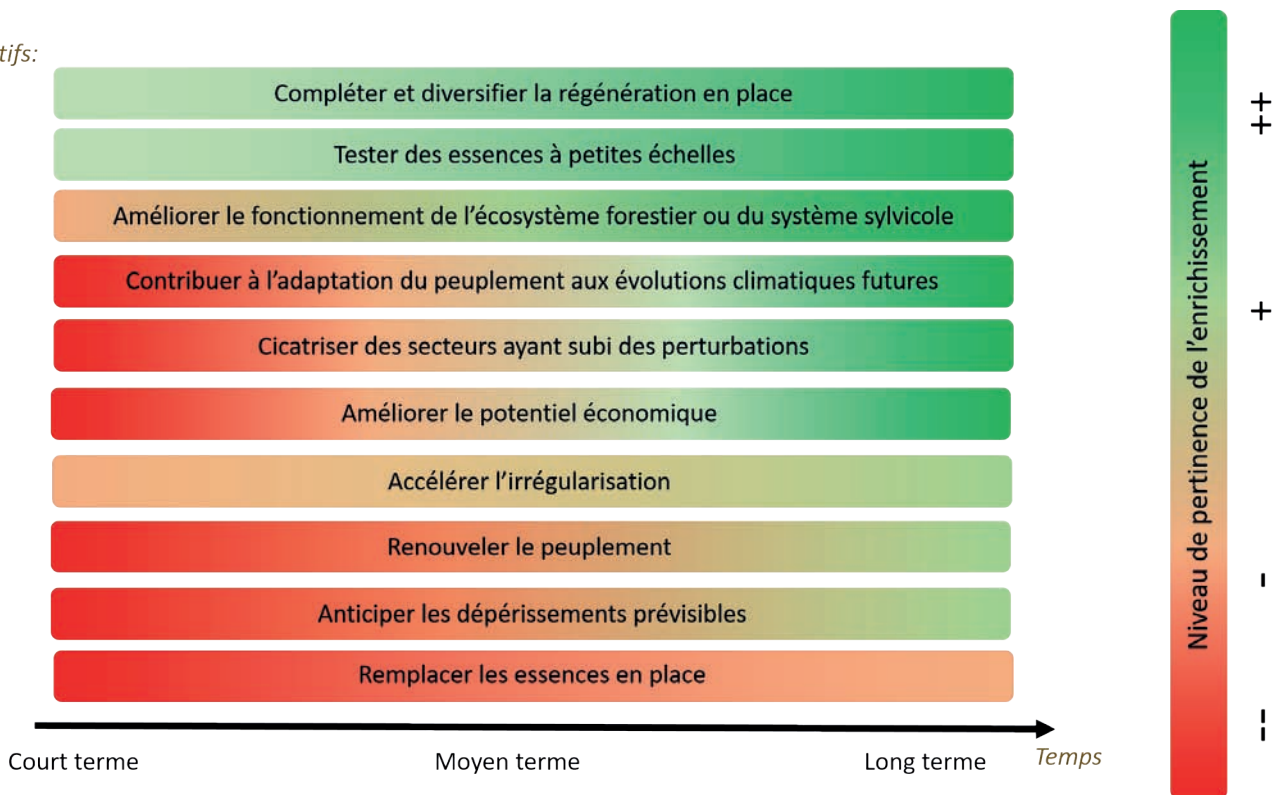 tifs:
Compléter et diversifier la régénération en place
Tester des essences à petites échelles
Améliorer le fonctionnement de l'écosystème forestier ou du système sylvicole
Contribuer à l'adaptation du peuplement aux évolutions climatiques futures
Cicatriser des secteurs ayant subi des perturbations
Améliorer le potentiel économique
Accélérer l'irrégularisation
Renouveler le peuplement
Anticiper les dépérissements prévisibles
Remplacer les essences en place
Court terme
Moyen terme
Long terme
Temps
Niveau de pertinence de l'enrichissement
++
+
-
--